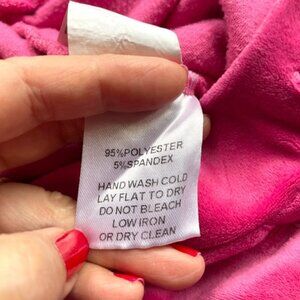 95%POLYESTER
5%SPANDEX
HAND WASH COLD
LAY FLAT TO DRY
DO NOT BLEACH
LOW IRON
OR DRY CLEAN